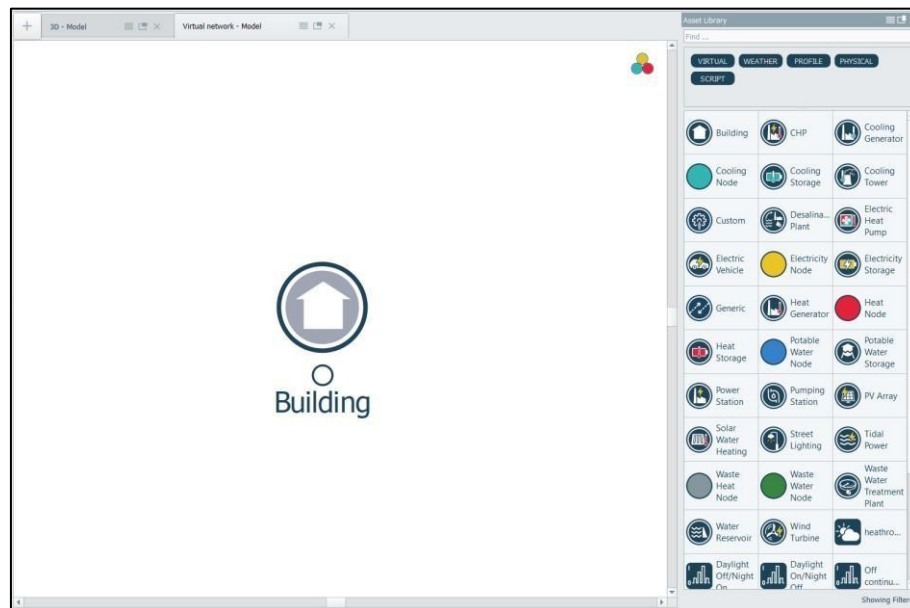 3D - Model
Virtual network - Model
Asset Library
Find ...
VIRTUAL
WEATHER
PROFILE
PHYSICAL
SCRIPT
Building
CHP
Cooling
Generator
Cooling
Node
Cooling
Storage
Cooling
Tower
Custom
Desalina...
Plant
Electric
Heat
Pump
Electric
Vehicle
Electricity
Node
Electricity
Storage
Generic
Heat
Generator
Heat
Node
Heat
Storage
Potable
Water
Node
Potable
Water
Storage
Power
Station
Pumping
Station
PV Array
Solar
Water
Heating
Street
Lighting
Tidal
Power
Waste
Heat
Node
Waste
Water
Node
Waste
Water
Treatment
Plant
Water
Reservoir
Wind
Turbine
heathro...
Daylight
Off/Night
On
Daylight
On/Night
Off
Off
continu...
Showing Filter
Building